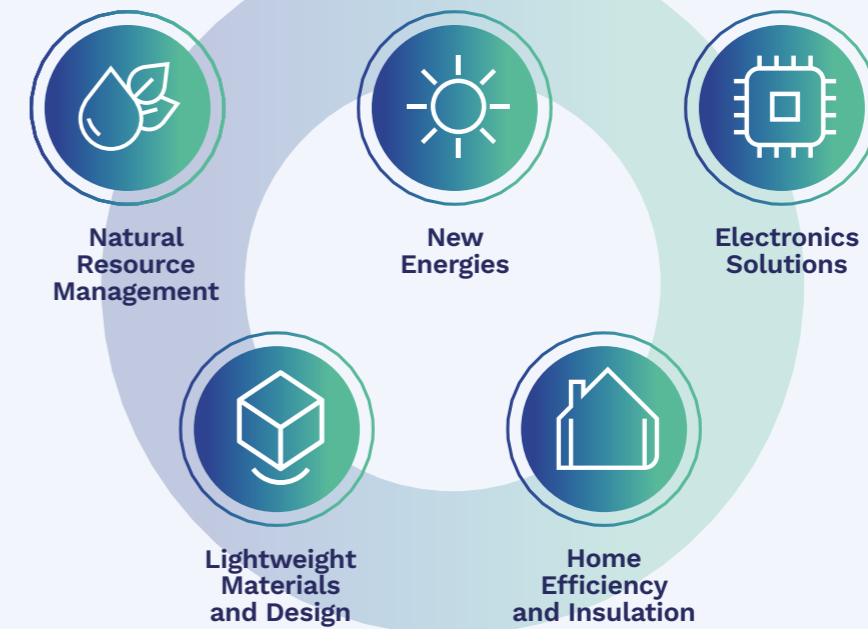 Natural
Resource
Management
New
Energies
Electronics
Solutions
Lightweight
Materials
and Design
Home
Efficiency
and Insulation